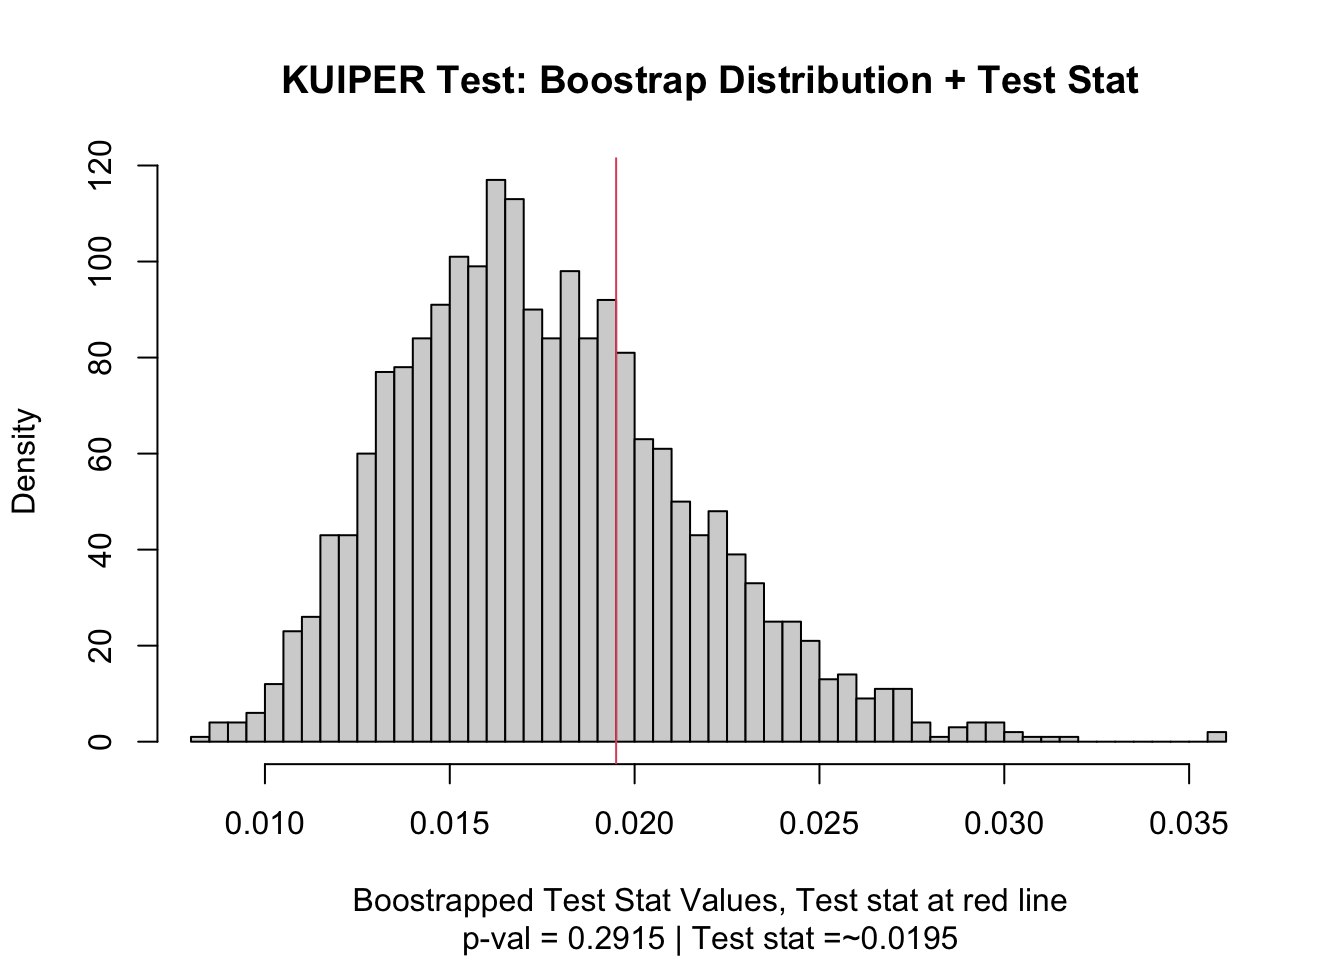 KUIPER Test: Boostrap Distribution + Test Stat
Density
120
100
80
60
40
20
0
0.010 0.015 0.020 0.025 0.030 0.035
Boostrapped Test Stat Values, Test stat at red line
p-val = 0.2915 | Test stat =~0.0195